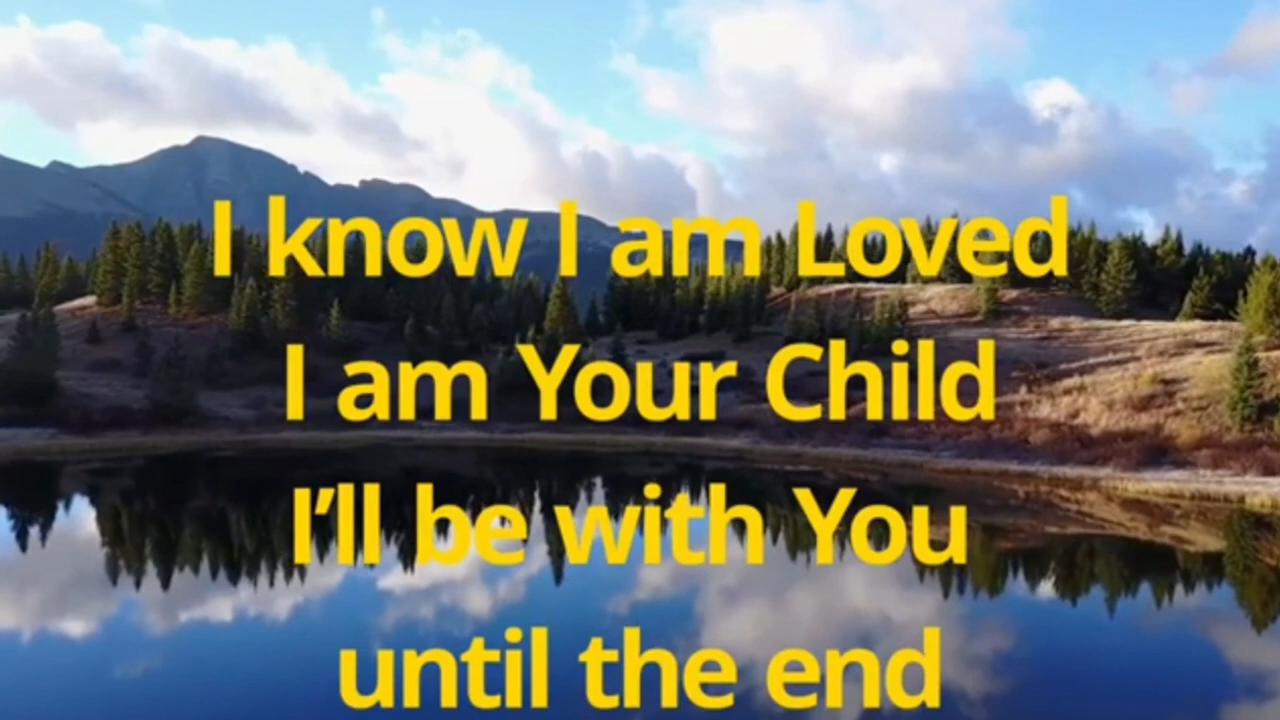 I know I am Loved
I am Your Child
I’ll be with You
until the end